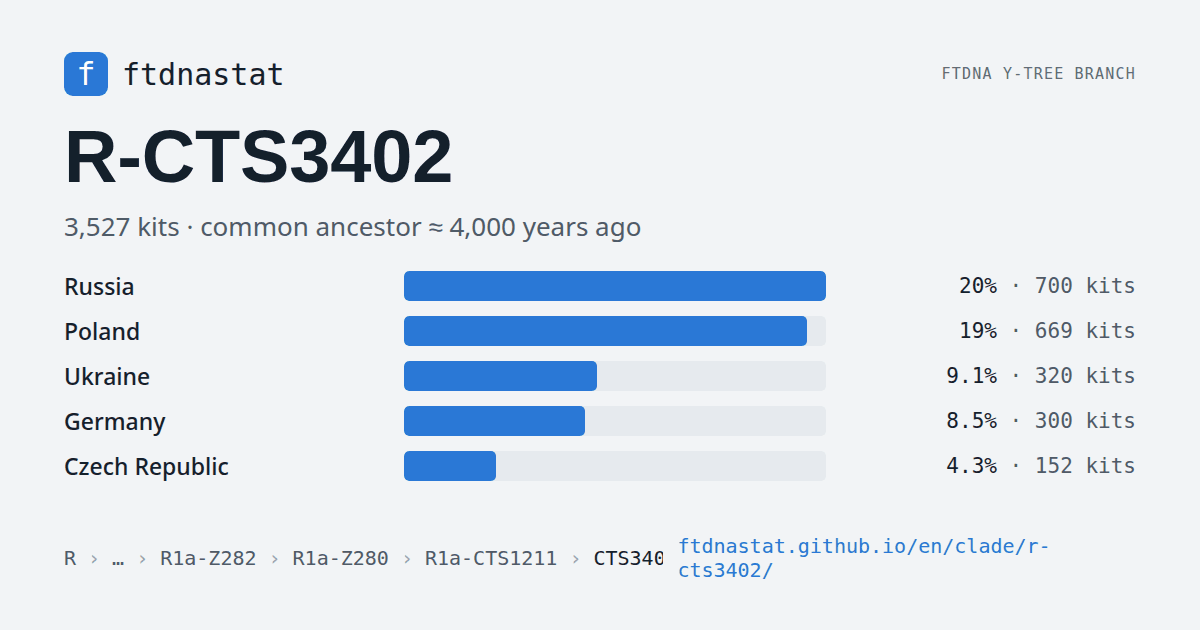 f ftdnastat
FTDNA Y-TREE BRANCH
R-CTS3402
3,527 kits · common ancestor ≈ 4,000 years ago
Russia 20% · 700 kits
Poland 19% · 669 kits
Ukraine 9.1% · 320 kits
Germany 8.5% · 300 kits
Czech Republic 4.3% · 152 kits
R › … › R1a-Z282 › R1a-Z280 › R1a-CTS1211 › CTS340
ftdnastat.github.io/en/clade/r-
cts3402/